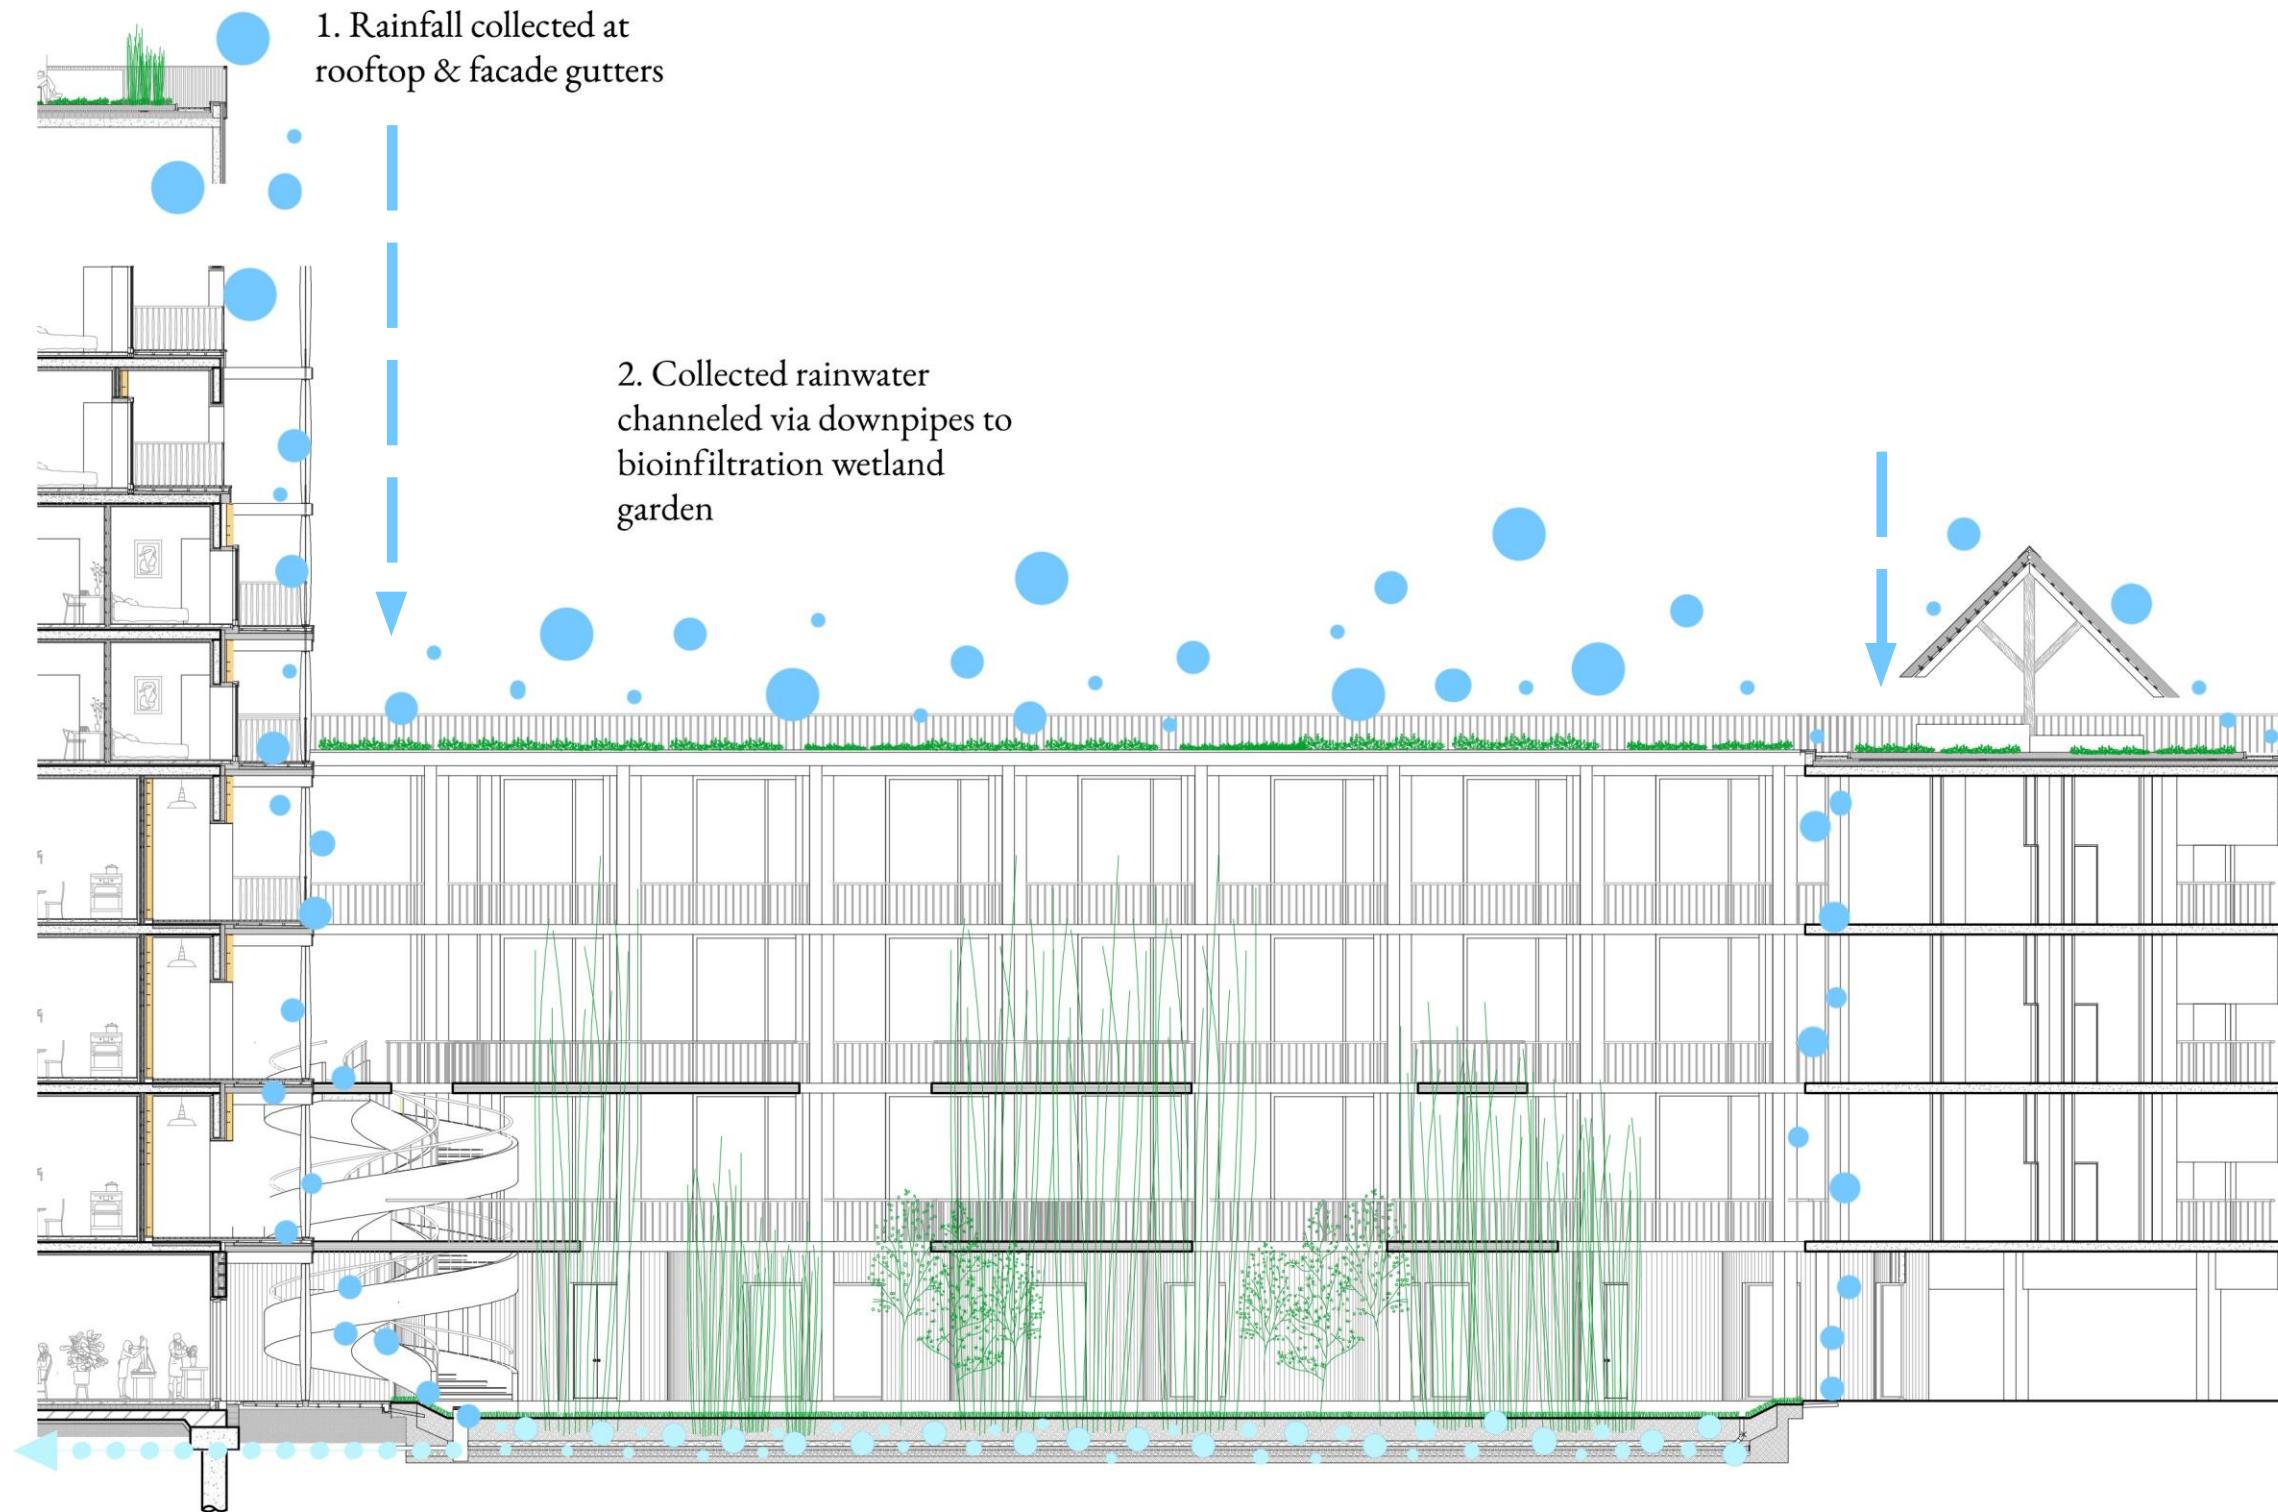 1. Rainfall collected at
rooftop & facade gutters
2. Collected rainwater
channeled via downpipes to
bioinfiltration wetland
garden